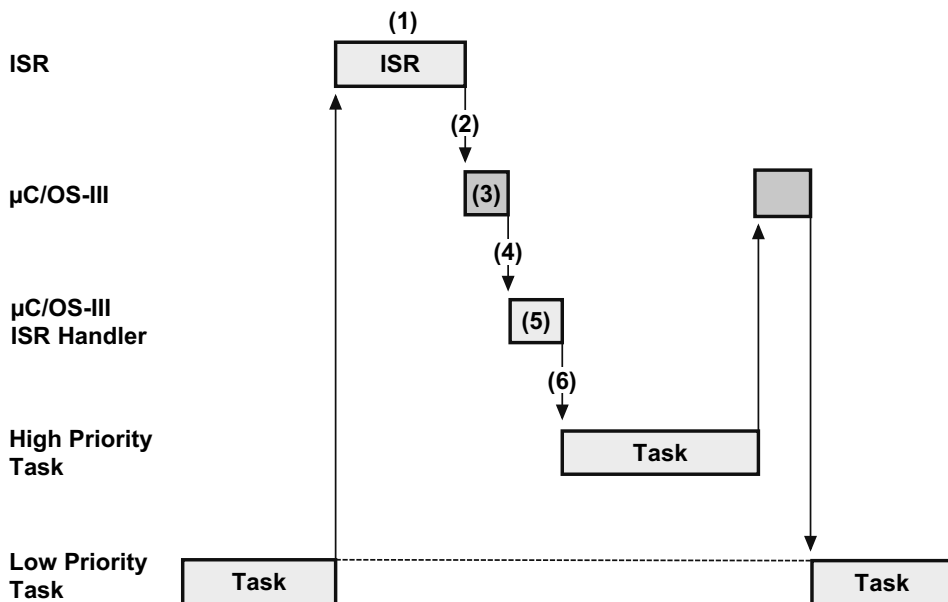 (1)
ISR
ISR
(2)
µC/OS-III
(3)
(4)
µC/OS-III
ISR Handler
(5)
(6)
High Priority
Task
Task
Low Priority
Task
Task
Task